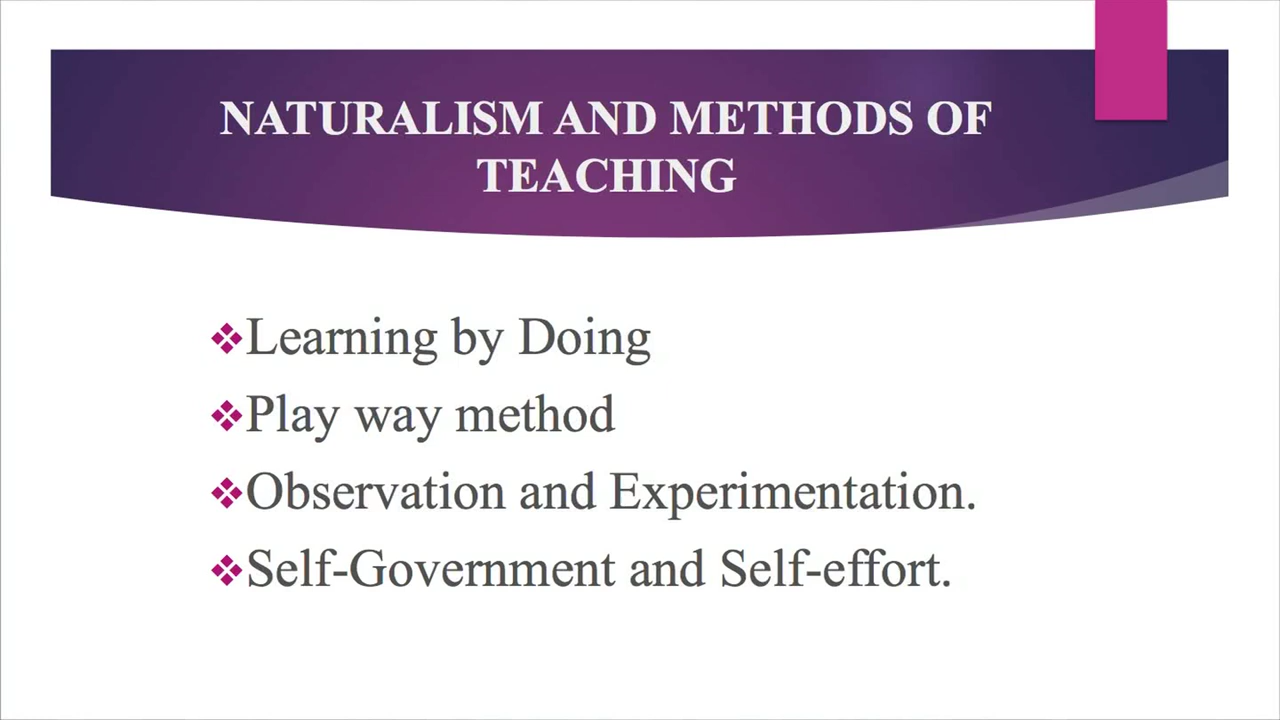 NATURALISM AND METHODS OF
TEACHING
❖Learning by Doing
❖Play way method
❖Observation and Experimentation.
❖Self-Government and Self-effort.